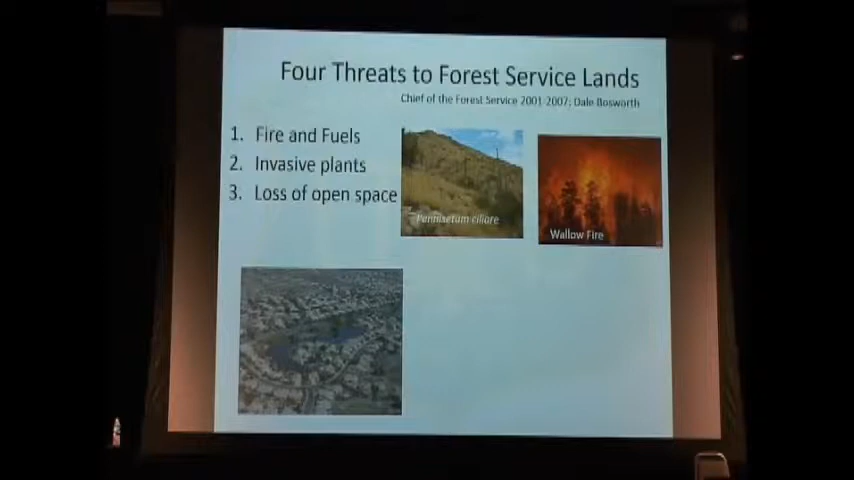 Four Threats to Forest Service Lands
Chief of the Forest Service 2001-2007; Dale Bosworth
1. Fire and Fuels
2. Invasive plants
3. Loss of open space
Pennisetum ciliare
Wallow Fire